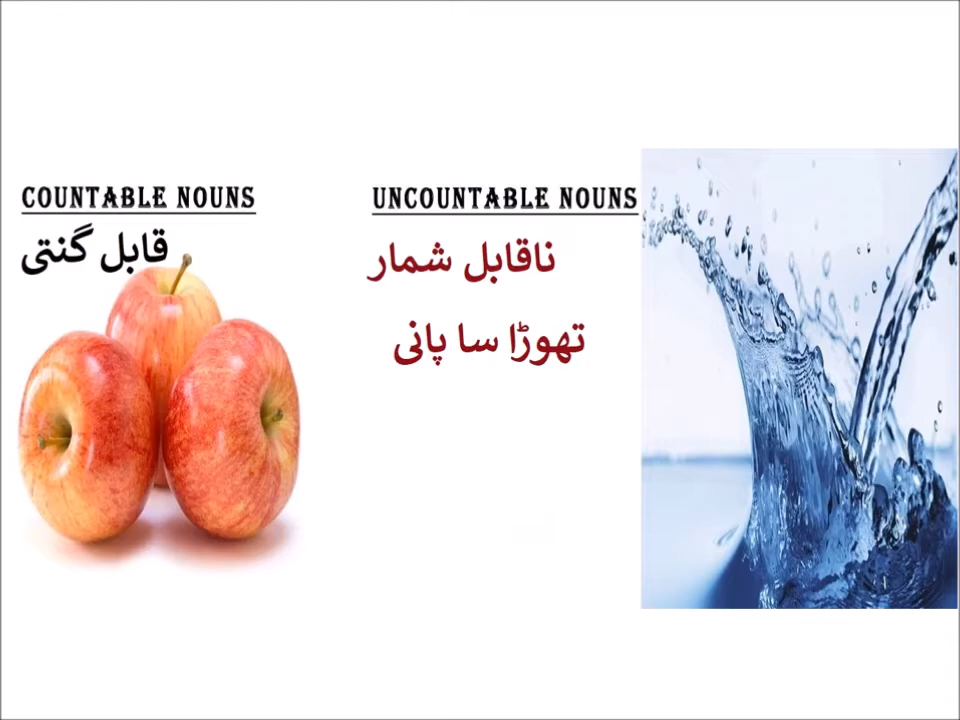 COUNTABLE NOUNS
قابل گنتی
UNCOUNTABLE NOUNS
ناقابل شمار
تھوڑا سا پانی